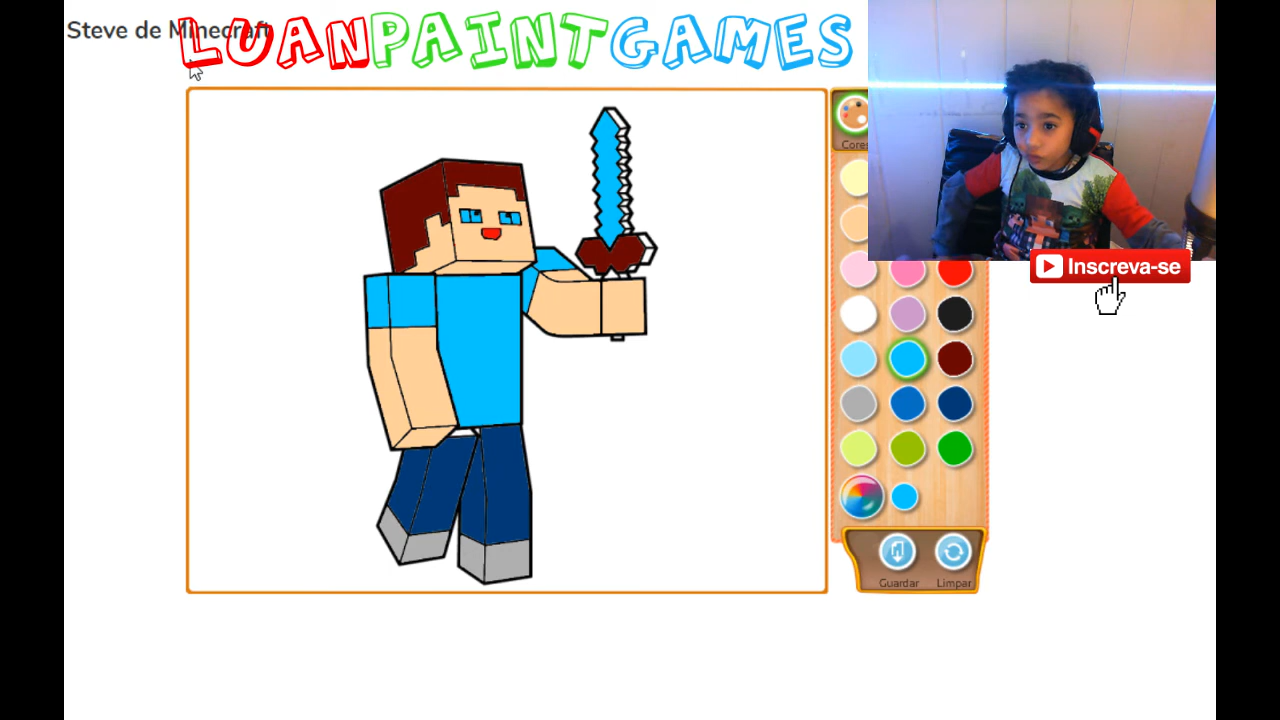 Steve de Minecraft
LUANPAINTGAMES
Cores
Inscreva-se
Guardar
Limpar